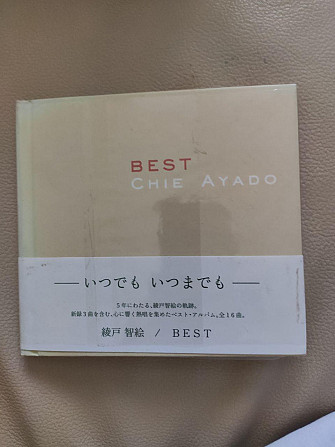 BEST
CHIE AYADO
― いつでも いつまでも ―
5年にわたる、綾戸智絵の軌跡。
新録3曲を含む、心に響く熱唱を集めたベスト・アルバム。全16曲。
綾戸 智絵 / BEST